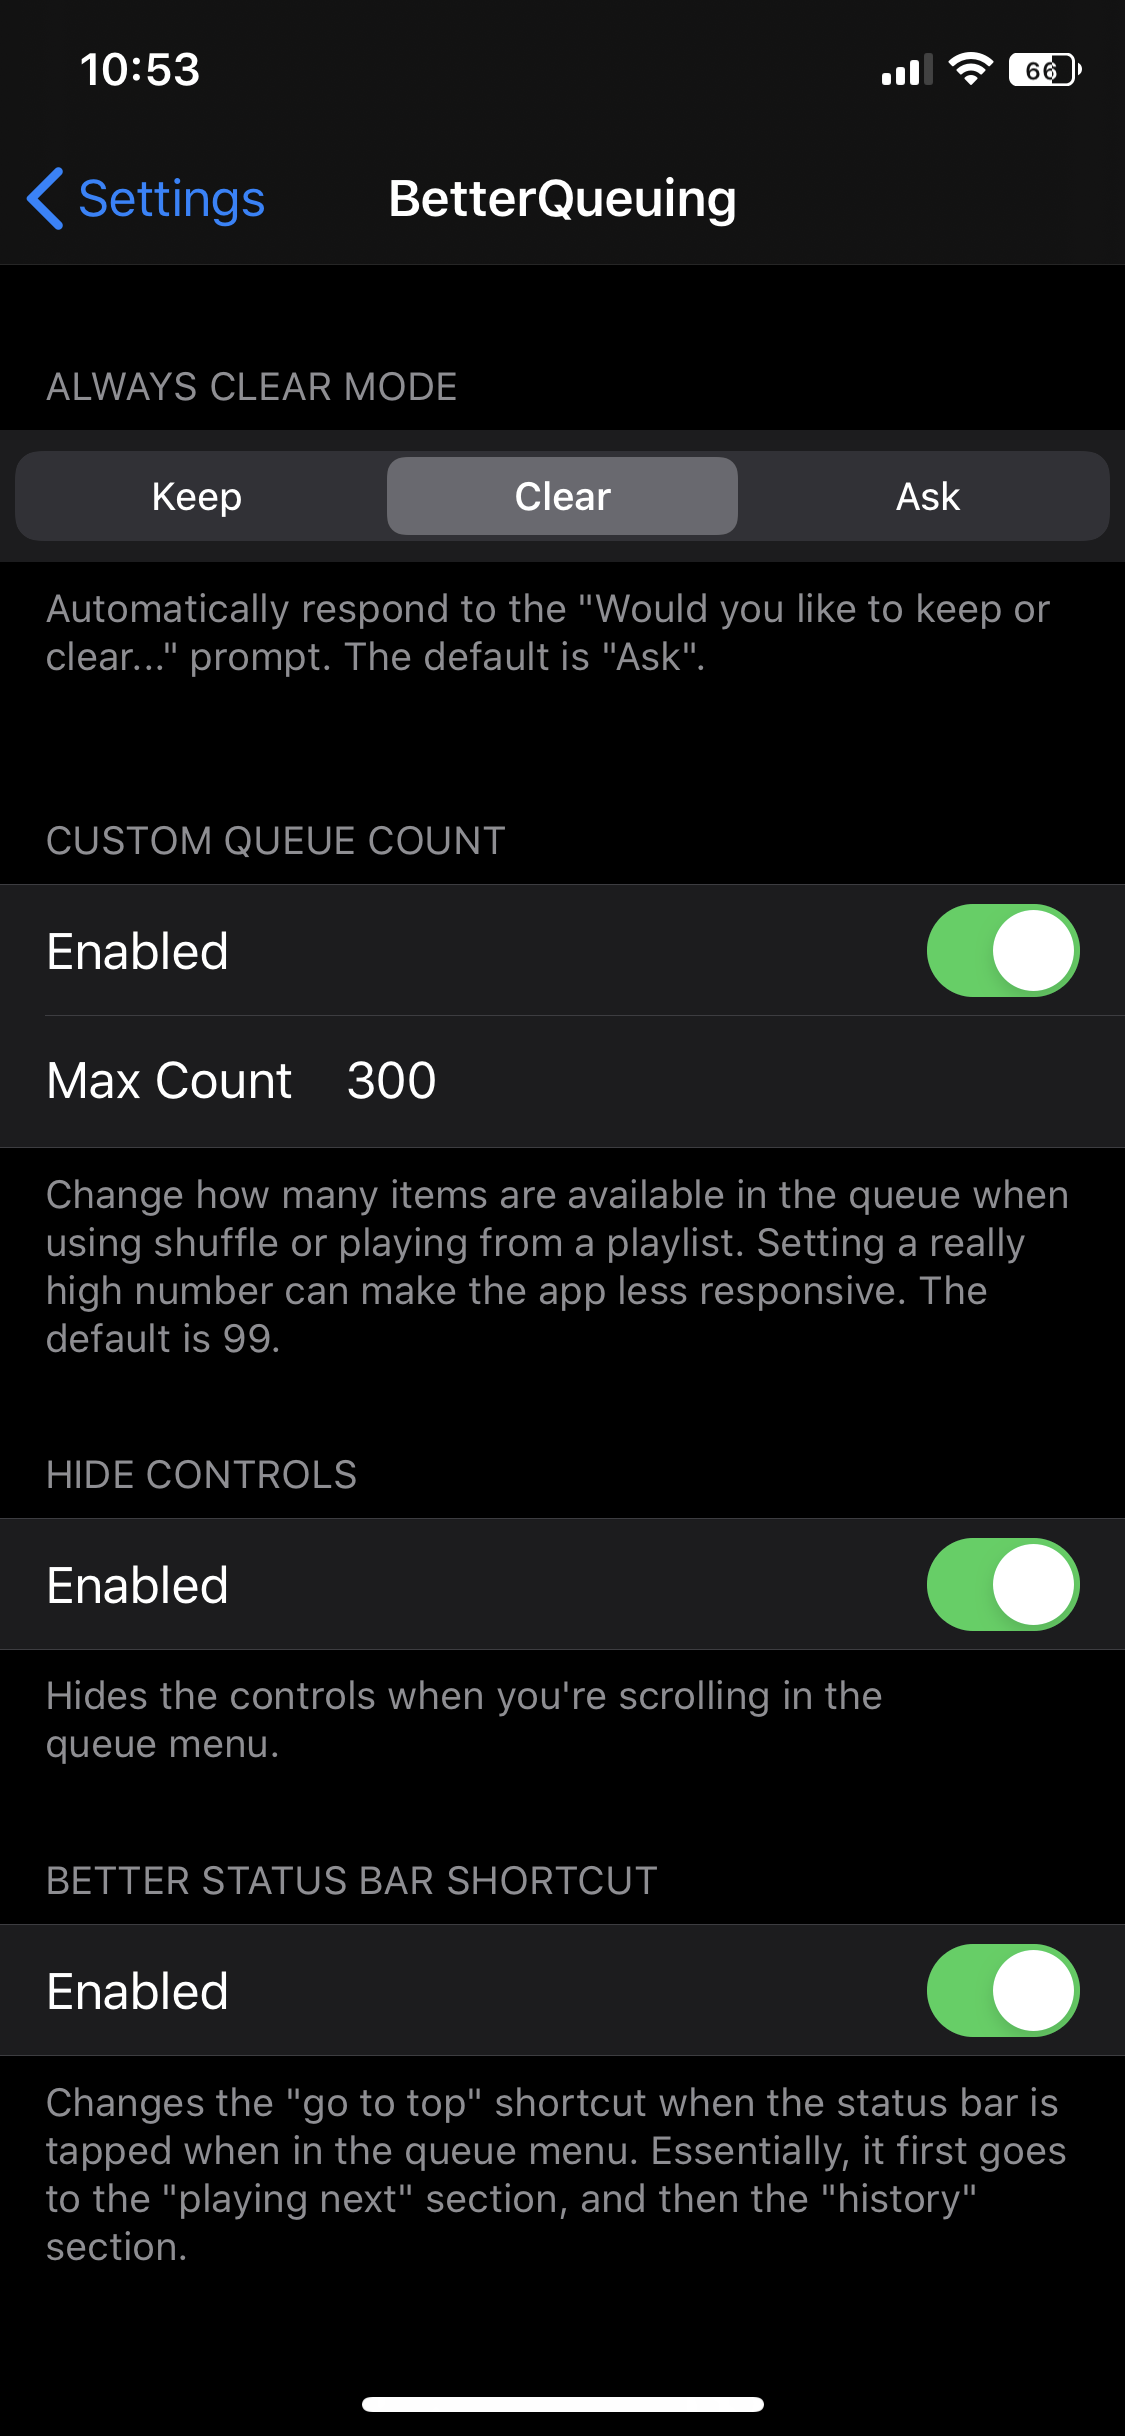 10:53
66
Settings
BetterQueuing
ALWAYS CLEAR MODE
Keep
Clear
Ask
Automatically respond to the "Would you like to keep or
clear..." prompt. The default is "Ask".
CUSTOM QUEUE COUNT
Enabled
Max Count 300
Change how many items are available in the queue when
using shuffle or playing from a playlist. Setting a really
high number can make the app less responsive. The
default is 99.
HIDE CONTROLS
Enabled
Hides the controls when you're scrolling in the
queue menu.
BETTER STATUS BAR SHORTCUT
Enabled
Changes the "go to top" shortcut when the status bar is
tapped when in the queue menu. Essentially, it first goes
to the "playing next" section, and then the "history"
section.